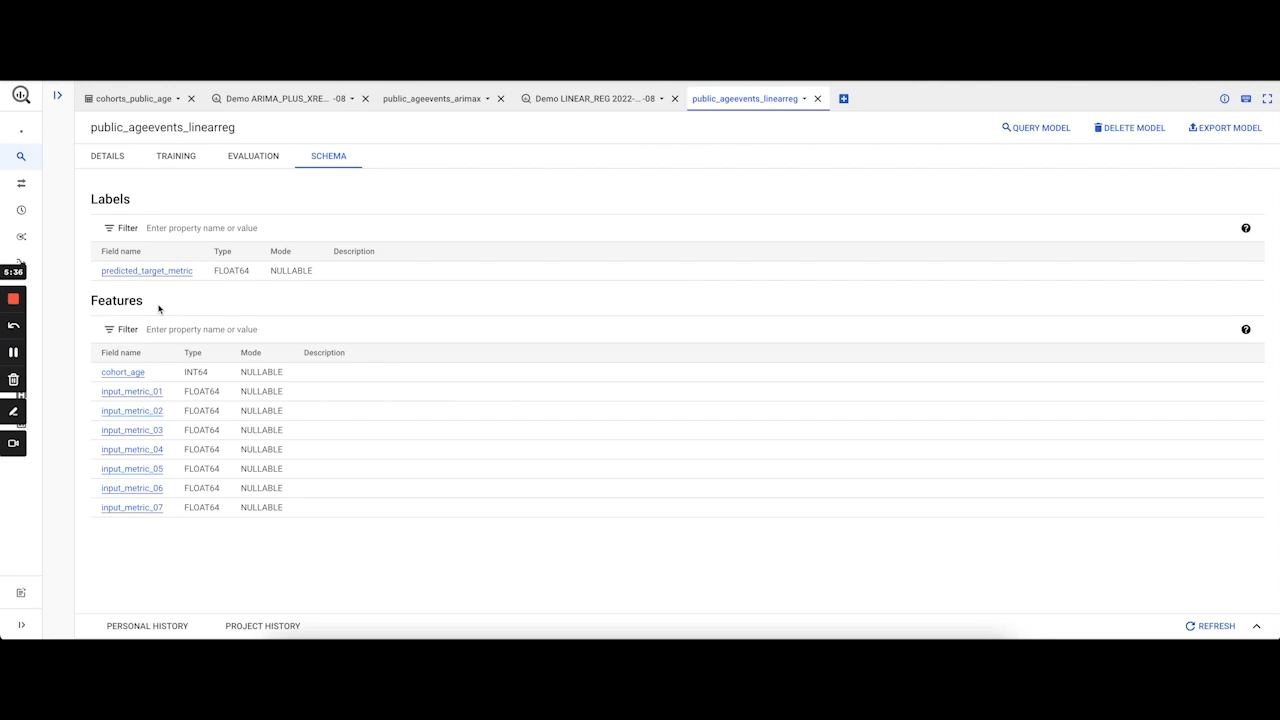 cohorts_public_age
Demo ARIMA_PLUS_XRE... -08
public_ageevents_arimax
Demo LINEAR_REG 2022-... -08
public_ageevents_linearreg
public_ageevents_linearreg
QUERY MODEL
DELETE MODEL
EXPORT MODEL
DETAILS
TRAINING
EVALUATION
SCHEMA
Labels
Filter Enter property name or value
Field name Type Mode Description
predicted_target_metric FLOAT64 NULLABLE
5:36
Features
Filter Enter property name or value
Field name Type Mode Description
cohort_age INT64 NULLABLE
input_metric_01 FLOAT64 NULLABLE
input_metric_02 FLOAT64 NULLABLE
input_metric_03 FLOAT64 NULLABLE
input_metric_04 FLOAT64 NULLABLE
input_metric_05 FLOAT64 NULLABLE
input_metric_06 FLOAT64 NULLABLE
input_metric_07 FLOAT64 NULLABLE
PERSONAL HISTORY
PROJECT HISTORY
REFRESH